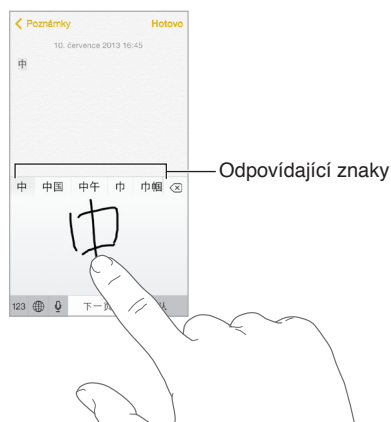 Poznámky Hotovo
10. července 2013 16:45
中
Odpovídající znaky
中 中国 中午 巾 巾帼
中
123 下一